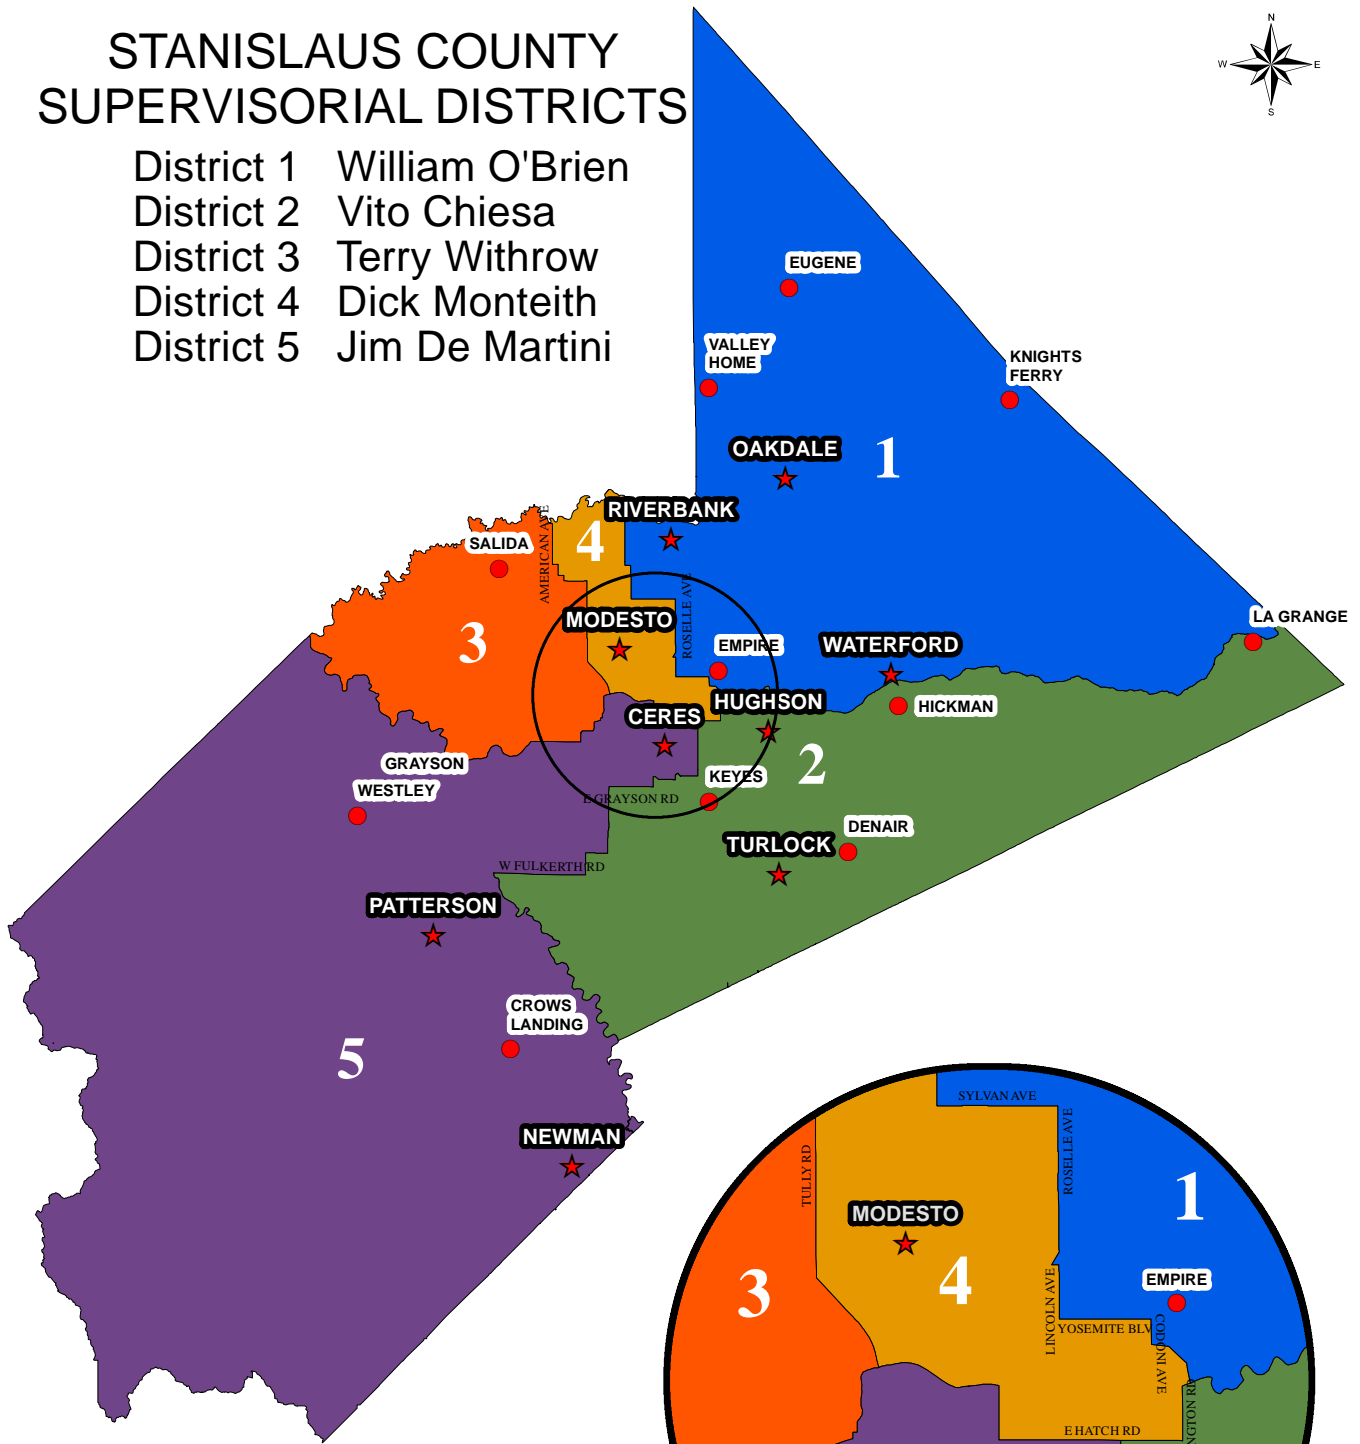 STANISLAUS COUNTY
SUPERVISORIAL DISTRICTS
District 1 William O'Brien
District 2 Vito Chiesa
District 3 Terry Withrow
District 4 Dick Monteith
District 5 Jim De Martini
N
W
E
S
EUGENE
VALLEY
HOME
KNIGHTS
FERRY
OAKDALE
1
RIVERBANK
AMERICAN AVE
4
SALIDA
ROSELLE AVE
MODESTO
3
EMPIRE
WATERFORD
LA GRANGE
HUGHSON
HICKMAN
CERES
2
GRAYSON
KEYES
WESTLEY
E GRAYSON RD
DENAIR
TURLOCK
W FULKERTH RD
PATTERSON
CROWS
LANDING
5
NEWMAN
SYLVAN AVE
ROSELLE AVE
TULLY RD
1
MODESTO
4
3
EMPIRE
LINCOLN AVE
YOSEMITE BLV
CODONI AVE
NGTON RD
E HATCH RD